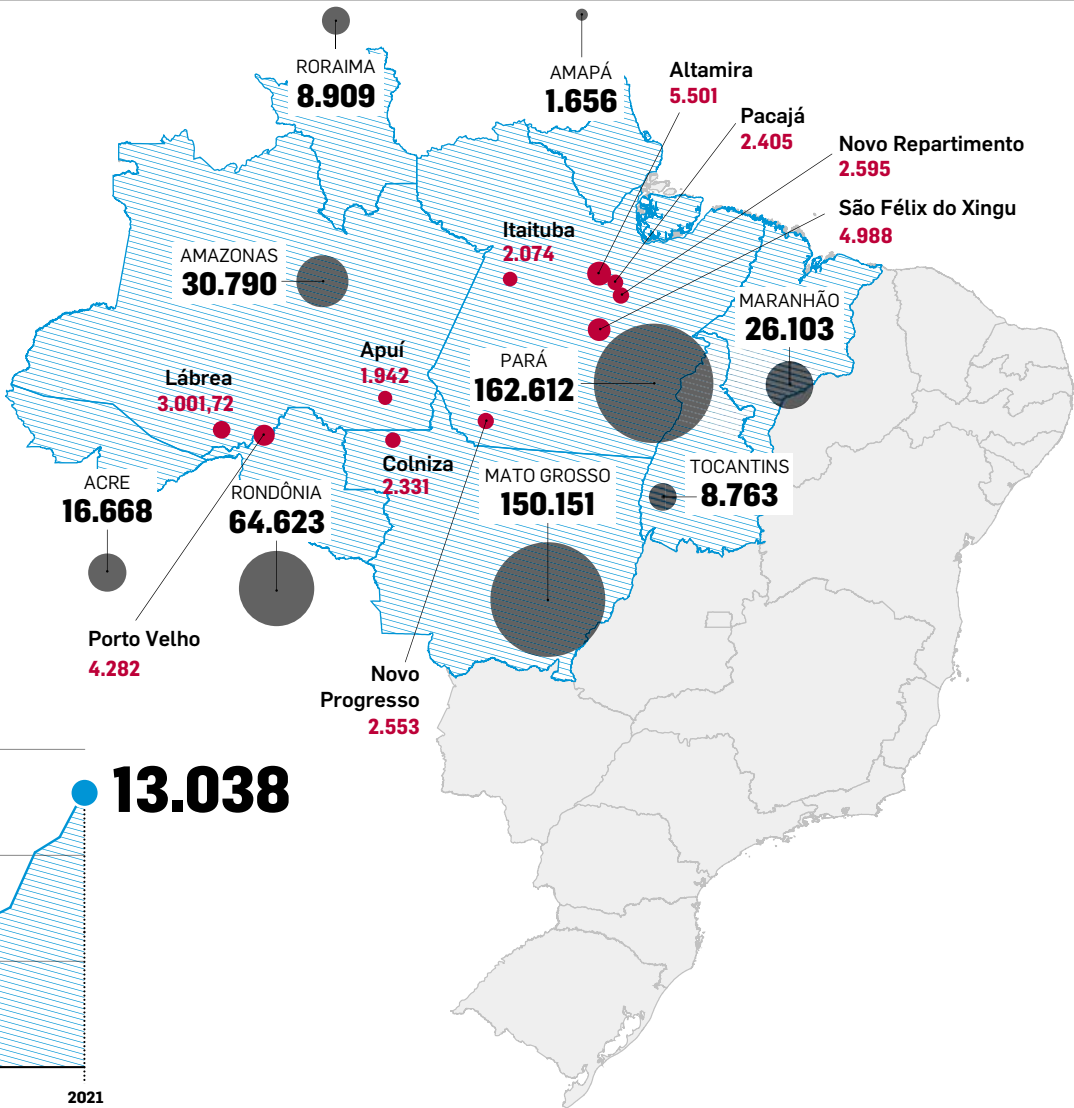 RORAIMA
8.909
AMAPÁ
1.656
Altamira
5.501
Pacajá
2.405
Novo Repartimento
2.595
São Félix do Xingu
4.988
Itaituba
2.074
AMAZONAS
30.790
MARANHÃO
26.103
Apuí
1.942
PARÁ
162.612
Lábrea
3.001,72
Colniza
2.331
MATO GROSSO
150.151
TOCANTINS
8.763
ACRE
16.668
RONDÔNIA
64.623
Porto Velho
4.282
Novo
Progresso
2.553
13.038
2021